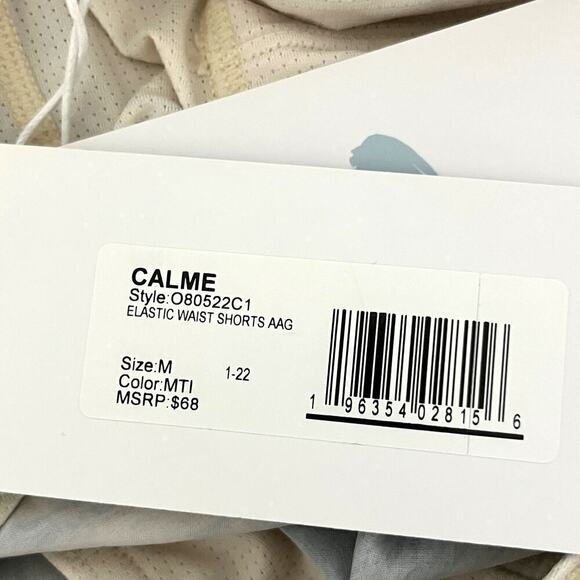 CALME
Style:O80522C1
ELASTIC WAIST SHORTS AAG
Size:M 1-22
Color:MTI
MSRP:$68
1 96354 02815 6